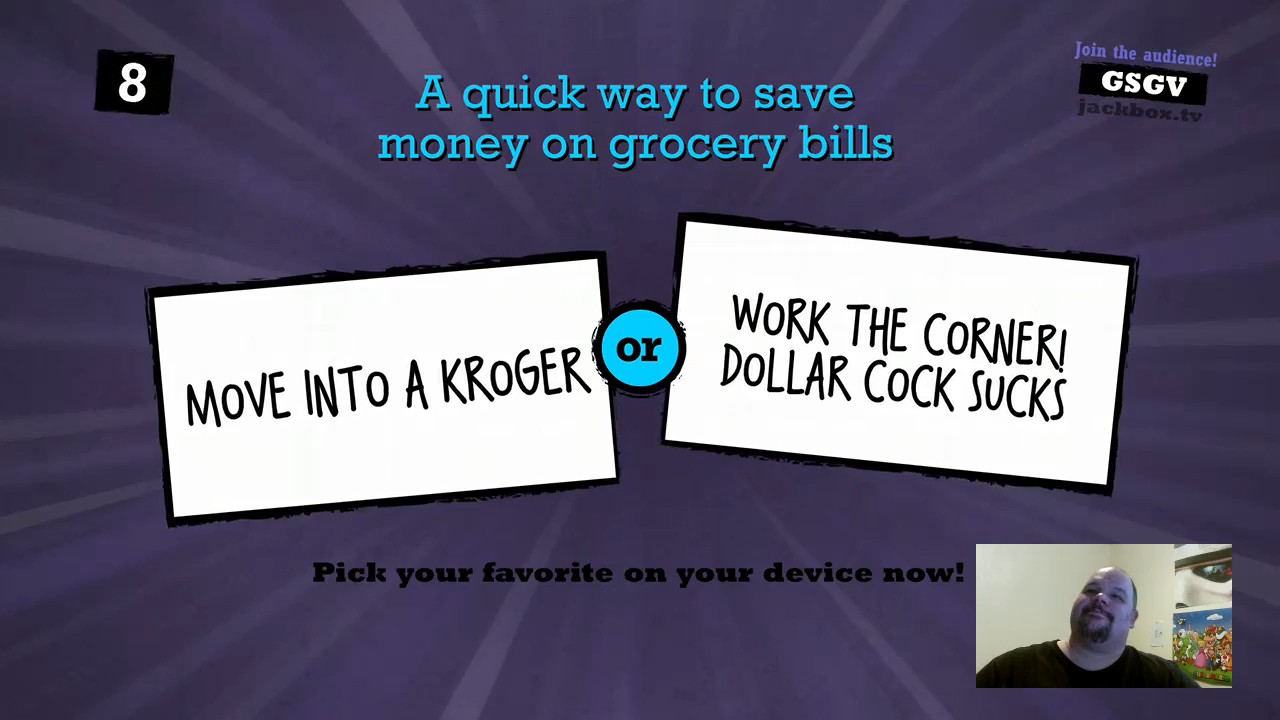 8
Join the audience!
GSGV
jackbox.tv
A quick way to save
money on grocery bills
MOVE INTO A KROGER
or
WORK THE CORNER!
DOLLAR COCK SUCKS
Pick your favorite on your device now!